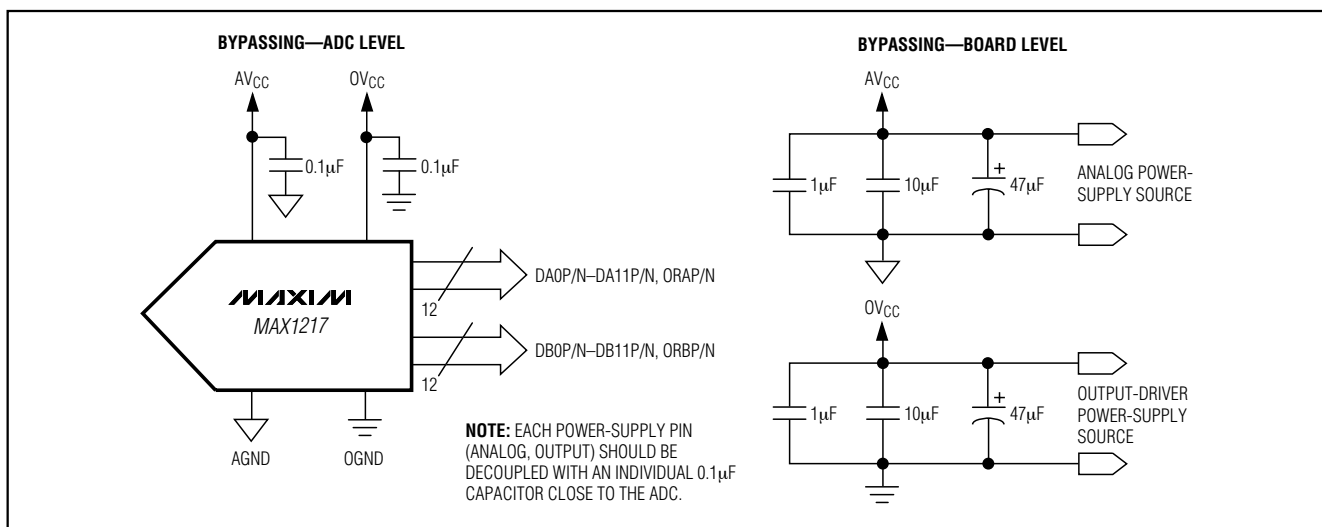 BYPASSING—ADC LEVEL
AVCC
OVCC
0.1µF
0.1µF
MAXIM
MAX1217
12
DA0P/N–DA11P/N, ORAP/N
12
DB0P/N–DB11P/N, ORBP/N
AGND
OGND
NOTE: EACH POWER-SUPPLY PIN
(ANALOG, OUTPUT) SHOULD BE
DECOUPLED WITH AN INDIVIDUAL 0.1µF
CAPACITOR CLOSE TO THE ADC.
BYPASSING—BOARD LEVEL
AVCC
1µF
10µF
+
47µF
ANALOG POWER-
SUPPLY SOURCE
OVCC
1µF
10µF
+
47µF
OUTPUT-DRIVER
POWER-SUPPLY
SOURCE